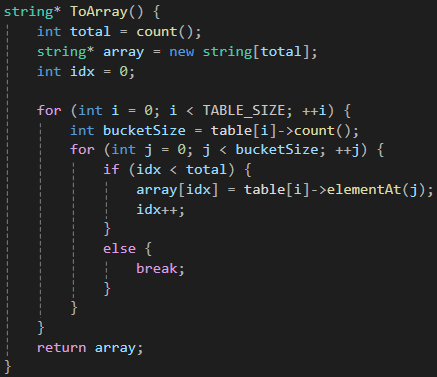 string* ToArray() {
    int total = count();
    string* array = new string[total];
    int idx = 0;

    for (int i = 0; i < TABLE_SIZE; ++i) {
        int bucketSize = table[i]->count();
        for (int j = 0; j < bucketSize; ++j) {
            if (idx < total) {
                array[idx] = table[i]->elementAt(j);
                idx++;
            }
            else {
                break;
            }
        }
    }
    return array;
}